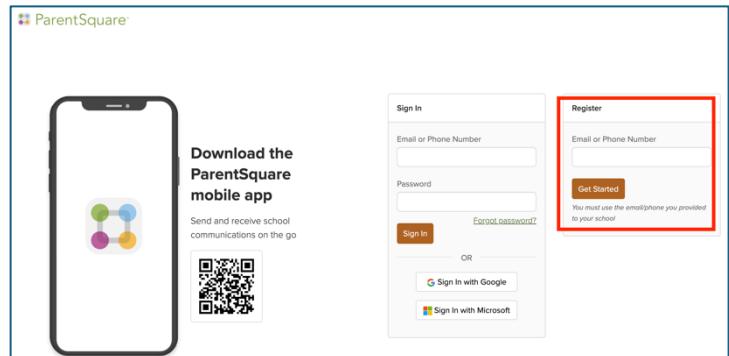 ParentSquare
Download the
ParentSquare
mobile app
Send and receive school
communications on the go
Sign In
Email or Phone Number
Password
Forgot password?
Sign In
OR
Sign In with Google
Sign In with Microsoft
Register
Email or Phone Number
Get Started
You must use the email/phone you provided
to your school